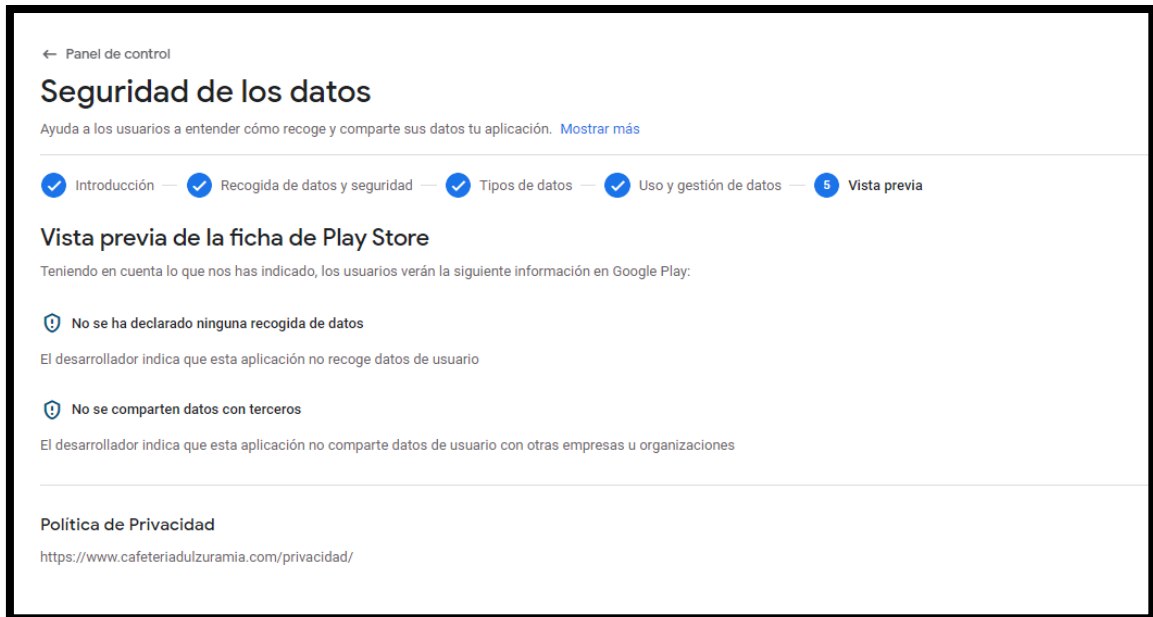 ← Panel de control
Seguridad de los datos
Ayuda a los usuarios a entender cómo recoge y comparte sus datos tu aplicación. Mostrar más
Introducción — Recogida de datos y seguridad — Tipos de datos — Uso y gestión de datos — 5 Vista previa
Vista previa de la ficha de Play Store
Teniendo en cuenta lo que nos has indicado, los usuarios verán la siguiente información en Google Play:
No se ha declarado ninguna recogida de datos
El desarrollador indica que esta aplicación no recoge datos de usuario
No se comparten datos con terceros
El desarrollador indica que esta aplicación no comparte datos de usuario con otras empresas u organizaciones
Política de Privacidad
https://www.cafeteriadulzuramia.com/privacidad/